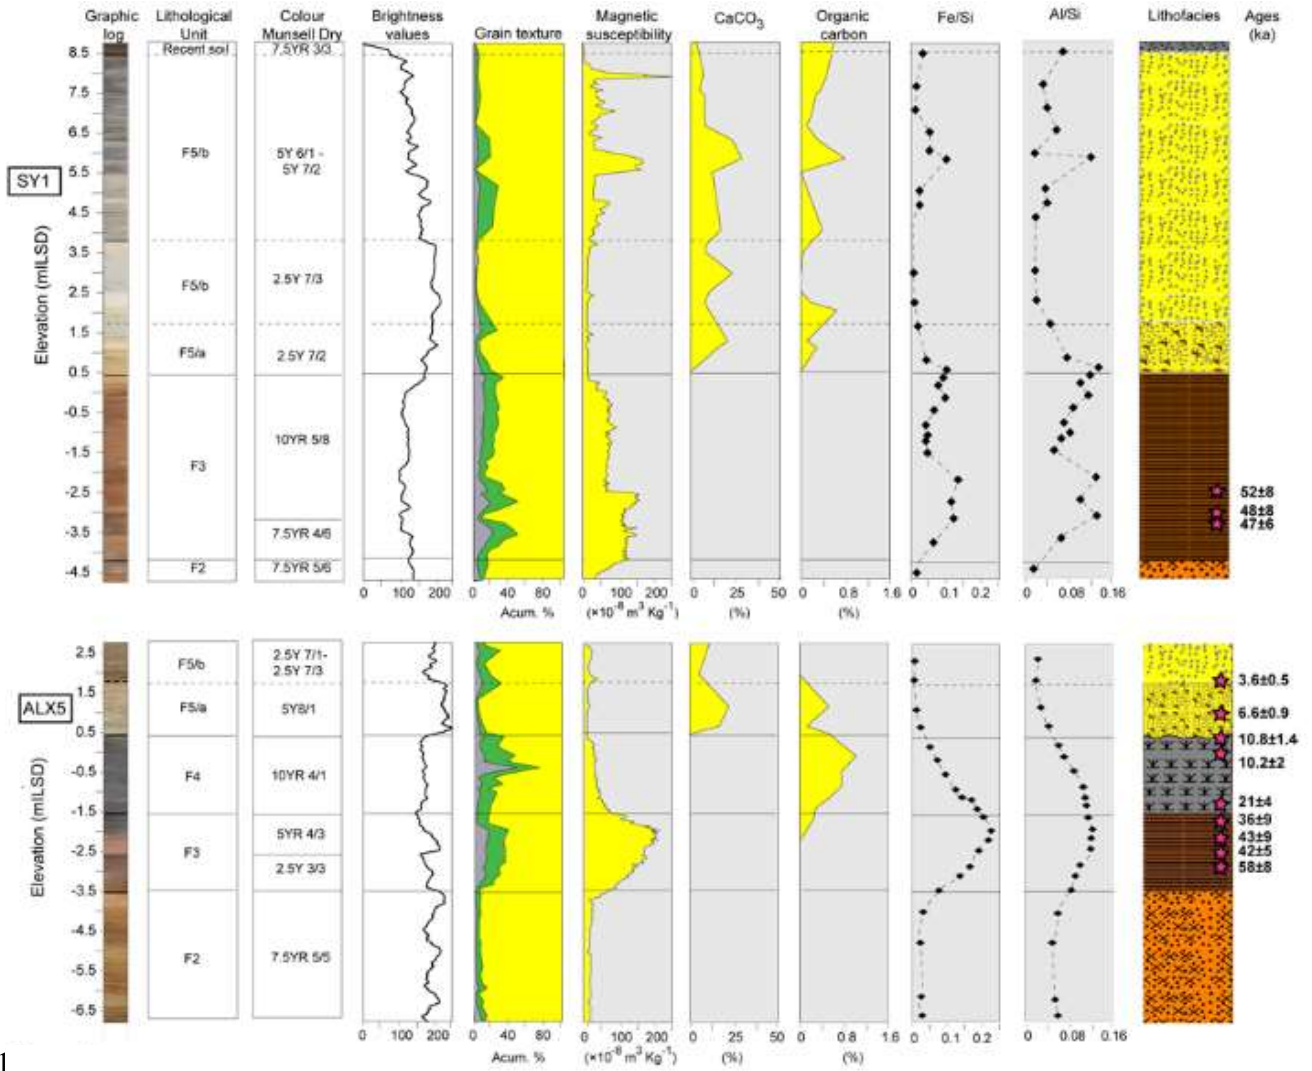 Graphic log
Lithological Unit
Colour Munsell Dry
Brightness values
Grain texture
Magnetic susceptibility
CaCO3
Organic carbon
Fe/Si
Al/Si
Lithofacies
Ages (ka)
SY1
Elevation (mILSD)
8.5
7.5
6.5
5.5
4.5
3.5
2.5
1.5
0.5
-0.5
-1.5
-2.5
-3.5
-4.5
Recent soil
F5/b
F5/b
F5/a
F3
F2
7.5YR 3/3
5Y 6/1 -
5Y 7/2
2.5Y 7/3
2.5Y 7/2
10YR 5/8
7.5YR 4/6
7.5YR 5/6
52±8
48±8
47±6
0 100 200
0 40 80
Acum. %
0 100 200
(×10-8 m3 Kg-1)
0 25 50
(%)
0 0.8 1.6
(%)
0 0.1 0.2
0 0.08 0.16
ALX5
Elevation (mILSD)
2.5
1.5
0.5
-0.5
-1.5
-2.5
-3.5
-4.5
-5.5
-6.5
F5/b
F5/a
F4
F3
F2
2.5Y 7/1-
2.5Y 7/3
5Y8/1
10YR 4/1
5YR 4/3
2.5Y 3/3
7.5YR 5/5
3.6±0.5
6.6±0.9
10.8±1.4
10.2±2
21±4
36±9
43±9
42±5
58±8
0 100 200
0 40 80
Acum. %
0 100 200
(×10-8 m3 Kg-1)
0 25 50
(%)
0 0.8 1.6
(%)
0 0.1 0.2
0 0.08 0.16
1